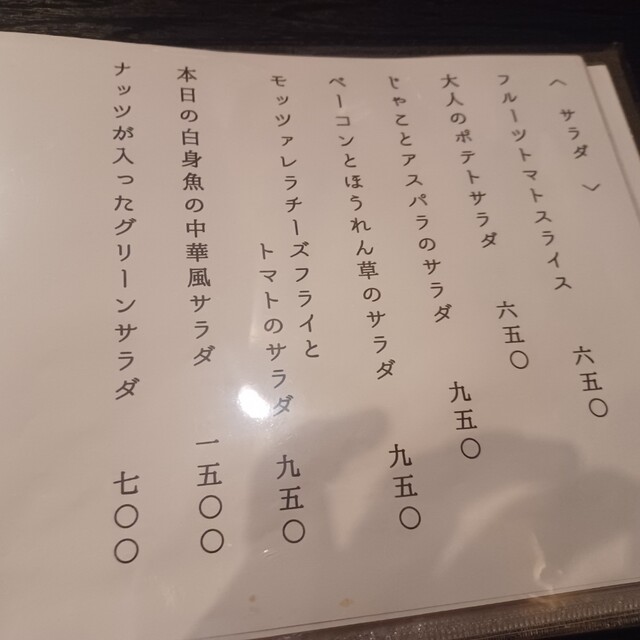 〈サラダ〉
フルーツトマトスライス 六五〇
大人のポテトサラダ 六五〇
じゃことアスパラのサラダ 九五〇
ベーコンとほうれん草のサラダ 九五〇
モッツァレラチーズフライと
トマトのサラダ 九五〇
本日の白身魚の中華風サラダ 一五〇〇
ナッツが入ったグリーンサラダ 七〇〇